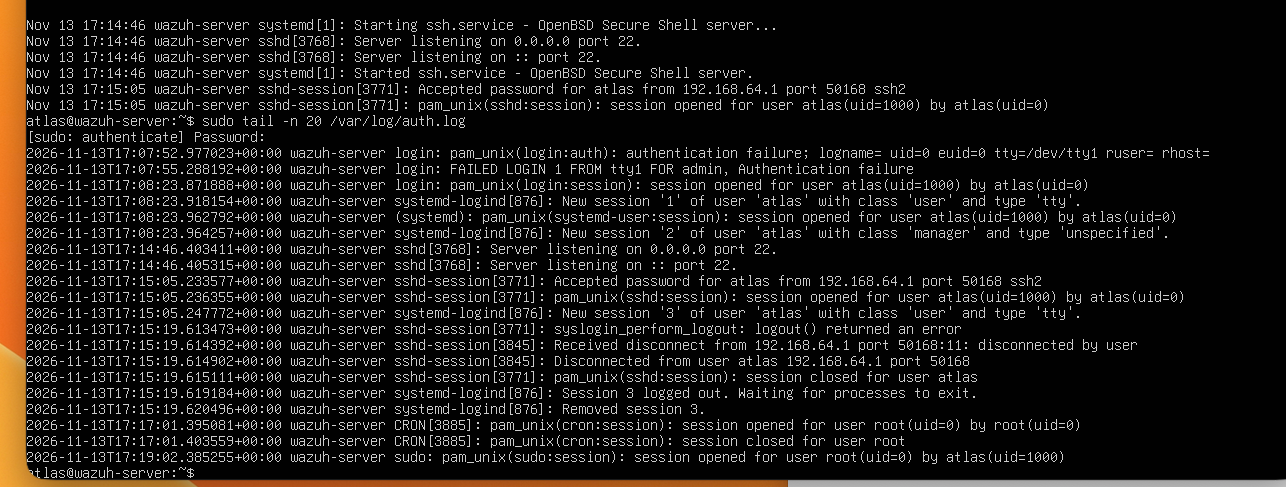 Nov 13 17:14:46 wazuh-server systemd[1]: Starting ssh.service - OpenBSD Secure Shell server...
Nov 13 17:14:46 wazuh-server sshd[3768]: Server listening on 0.0.0.0 port 22.
Nov 13 17:14:46 wazuh-server sshd[3768]: Server listening on :: port 22.
Nov 13 17:14:46 wazuh-server systemd[1]: Started ssh.service - OpenBSD Secure Shell server.
Nov 13 17:15:05 wazuh-server sshd-session[3771]: Accepted password for atlas from 192.168.64.1 port 50168 ssh2
Nov 13 17:15:05 wazuh-server sshd-session[3771]: pam_unix(sshd:session): session opened for user atlas(uid=1000) by atlas(uid=0)
atlas@wazuh-server:~$ sudo tail -n 20 /var/log/auth.log
[sudo: authenticate] Password:
2026-11-13T17:07:52.977023+00:00 wazuh-server login: pam_unix(login:auth): authentication failure; logname= uid=0 euid=0 tty=/dev/tty1 ruser= rhost=
2026-11-13T17:07:55.288192+00:00 wazuh-server login: FAILED LOGIN 1 FROM tty1 FOR admin, Authentication failure
2026-11-13T17:08:23.871888+00:00 wazuh-server login: pam_unix(login:session): session opened for user atlas(uid=1000) by atlas(uid=0)
2026-11-13T17:08:23.918154+00:00 wazuh-server systemd-logind[876]: New session '1' of user 'atlas' with class 'user' and type 'tty'.
2026-11-13T17:08:23.962792+00:00 wazuh-server (systemd): pam_unix(systemd-user:session): session opened for user atlas(uid=1000) by atlas(uid=0)
2026-11-13T17:08:23.964257+00:00 wazuh-server systemd-logind[876]: New session '2' of user 'atlas' with class 'manager' and type 'unspecified'.
2026-11-13T17:14:46.403411+00:00 wazuh-server sshd[3768]: Server listening on 0.0.0.0 port 22.
2026-11-13T17:14:46.405315+00:00 wazuh-server sshd[3768]: Server listening on :: port 22.
2026-11-13T17:15:05.233577+00:00 wazuh-server sshd-session[3771]: Accepted password for atlas from 192.168.64.1 port 50168 ssh2
2026-11-13T17:15:05.236355+00:00 wazuh-server sshd-session[3771]: pam_unix(sshd:session): session opened for user atlas(uid=1000) by atlas(uid=0)
2026-11-13T17:15:05.247772+00:00 wazuh-server systemd-logind[876]: New session '3' of user 'atlas' with class 'user' and type 'tty'.
2026-11-13T17:15:19.613473+00:00 wazuh-server sshd-session[3771]: syslogin_perform_logout: logout() returned an error
2026-11-13T17:15:19.614392+00:00 wazuh-server sshd-session[3845]: Received disconnect from 192.168.64.1 port 50168:11: disconnected by user
2026-11-13T17:15:19.614902+00:00 wazuh-server sshd-session[3845]: Disconnected from user atlas 192.168.64.1 port 50168
2026-11-13T17:15:19.615111+00:00 wazuh-server sshd-session[3771]: pam_unix(sshd:session): session closed for user atlas
2026-11-13T17:15:19.619184+00:00 wazuh-server systemd-logind[876]: Session 3 logged out. Waiting for processes to exit.
2026-11-13T17:15:19.620496+00:00 wazuh-server systemd-logind[876]: Removed session 3.
2026-11-13T17:17:01.395081+00:00 wazuh-server CRON[3885]: pam_unix(cron:session): session opened for user root(uid=0) by root(uid=0)
2026-11-13T17:17:01.403559+00:00 wazuh-server CRON[3885]: pam_unix(cron:session): session closed for user root
2026-11-13T17:19:02.385255+00:00 wazuh-server sudo: pam_unix(sudo:session): session opened for user root(uid=0) by atlas(uid=1000)
atlas@wazuh-server:~$